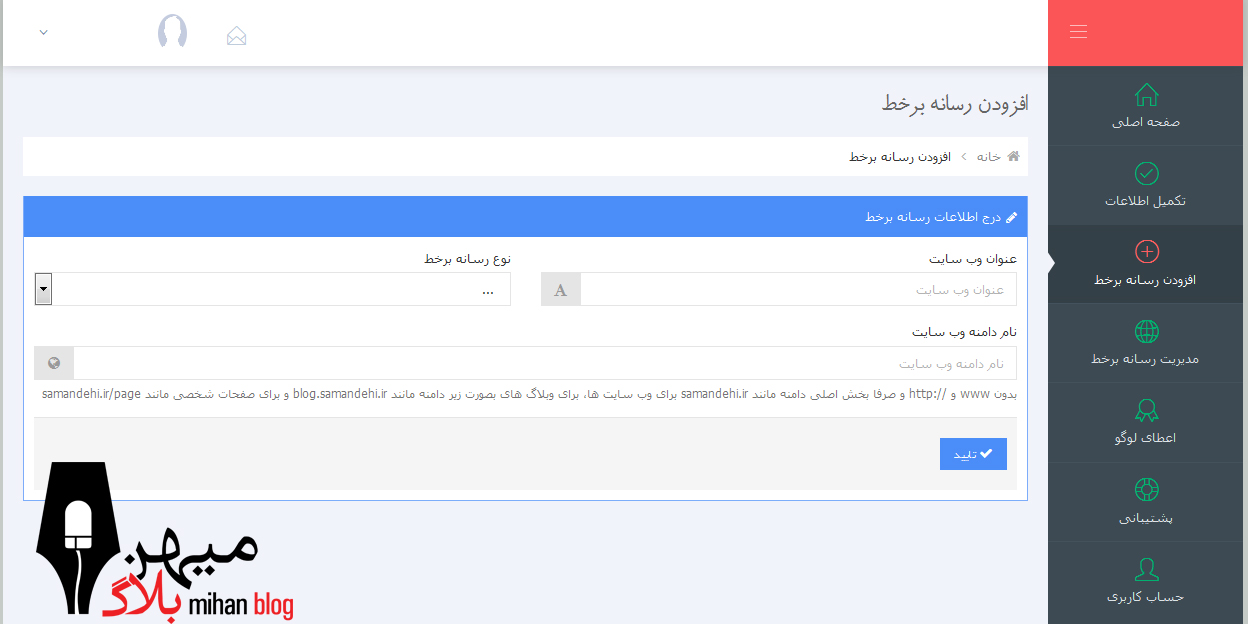 صفحه اصلی
تکمیل اطلاعات
افزودن رسانه برخط
مدیریت رسانه برخط
اعطای لوگو
پشتیبانی
حساب کاربری
افزودن رسانه برخط
خانه > افزودن رسانه برخط
درج اطلاعات رسانه برخط
عنوان وب سایت
نوع رسانه برخط
عنوان وب سایت
A
...
نام دامنه وب سایت
نام دامنه وب سایت
بدون www و //:http و صرفا بخش اصلی دامنه مانند samandehi.ir برای وب سایت ها، برای وبلاگ های بصورت زیر دامنه مانند blog.samandehi.ir و برای صفحات شخصی مانند samandehi.ir/page
تایید
میهن
بلاگ
mihan blog